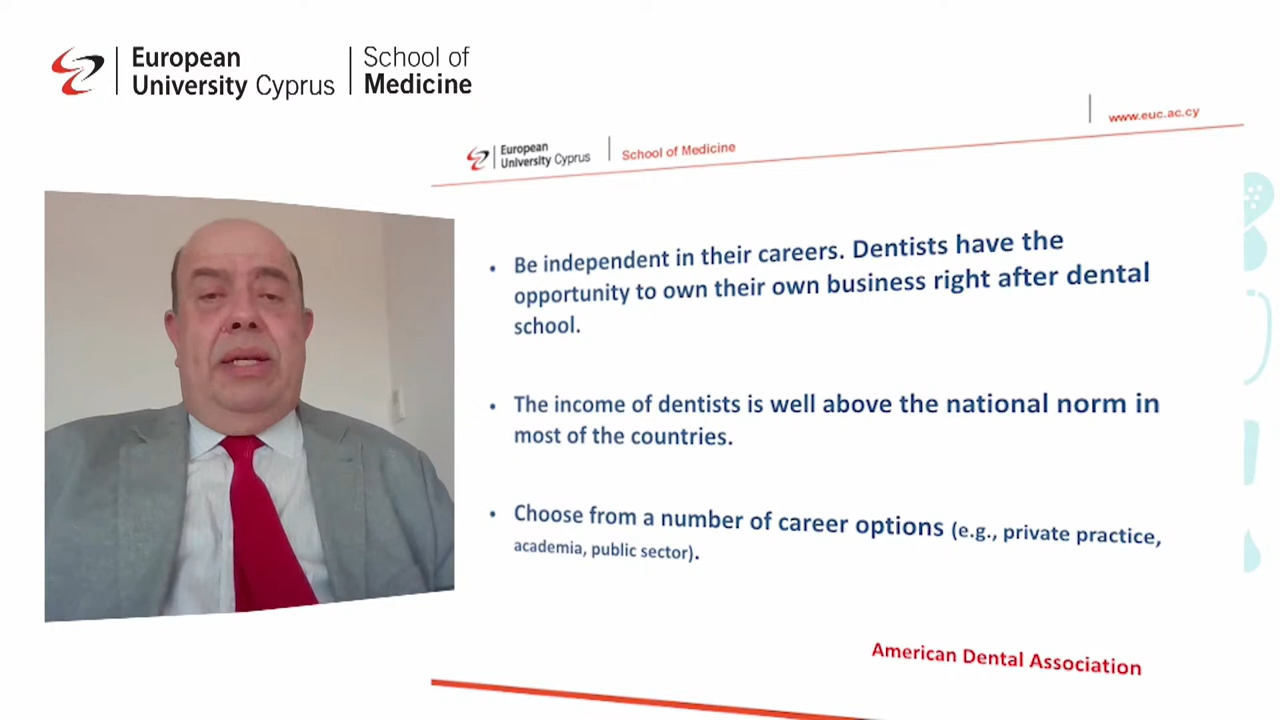 European
University Cyprus
School of
Medicine
www.euc.ac.cy
European
University Cyprus
School of Medicine
• Be independent in their careers. Dentists have the
opportunity to own their own business right after dental
school.
• The income of dentists is well above the national norm in
most of the countries.
• Choose from a number of career options (e.g., private practice,
academia, public sector).
American Dental Association